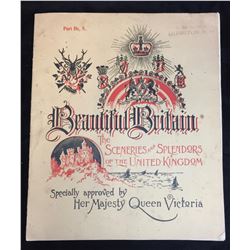 Part No. 8.
Beautiful Britain
The
SCENERIES AND SPLENDORS
OF THE UNITED KINGDOM
Specially approved by
Her Majesty Queen Victoria